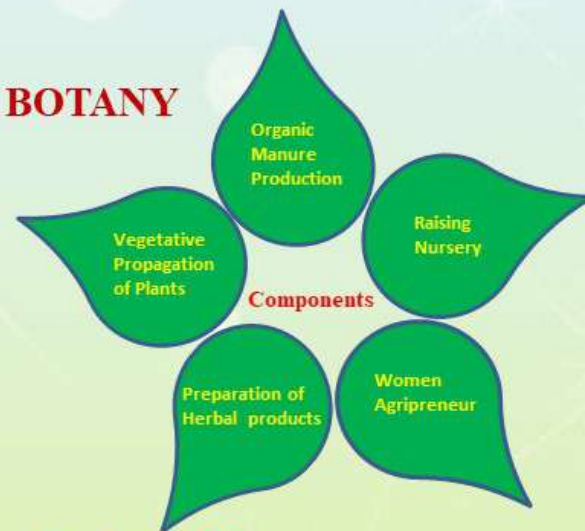 BOTANY
Organic
Manure
Production
Raising
Nursery
Women
Agripreneur
Preparation of
Herbal products
Vegetative
Propagation
of Plants
Components